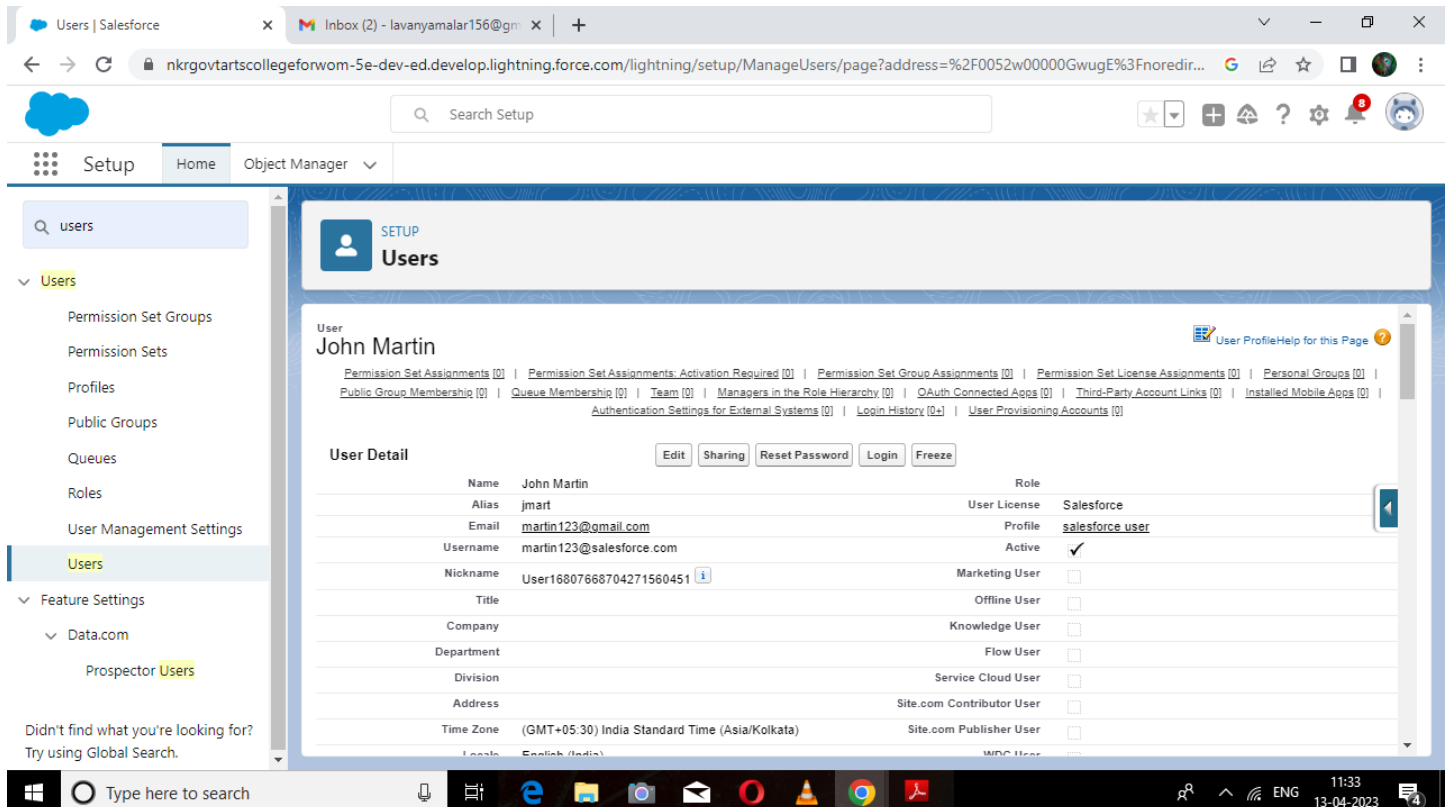 Users | Salesforce
Inbox (2) - lavanyamalar156@gm
nkrgovtartscollegeforwom-5e-dev-ed.develop.lightning.force.com/lightning/setup/ManageUsers/page?address=%2F0052w00000GwugE%3Fnoredir...
Search Setup
8
Setup Home Object Manager
users
SETUP
Users
Users
Permission Set Groups
Permission Sets
Profiles
Public Groups
Queues
Roles
User Management Settings
Users
Feature Settings
Data.com
Prospector Users
Didn't find what you're looking for?
Try using Global Search.
User
John Martin
User ProfileHelp for this Page
Permission Set Assignments [0] | Permission Set Assignments: Activation Required [0] | Permission Set Group Assignments [0] | Permission Set License Assignments [0] | Personal Groups [0] |
Public Group Membership [0] | Queue Membership [0] | Team [0] | Managers in the Role Hierarchy [0] | OAuth Connected Apps [0] | Third-Party Account Links [0] | Installed Mobile Apps [0] |
Authentication Settings for External Systems [0] | Login History [0+] | User Provisioning Accounts [0]
User Detail Edit Sharing Reset Password Login Freeze
Name John Martin Role
Alias jmart User License Salesforce
Email martin123@gmail.com Profile salesforce user
Username martin123@salesforce.com Active
Nickname User16807668704271560451 i Marketing User
Title Offline User
Company Knowledge User
Department Flow User
Division Service Cloud User
Address Site.com Contributor User
Time Zone (GMT+05:30) India Standard Time (Asia/Kolkata) Site.com Publisher User
Locale English (India) WDC User
Type here to search
ENG
11:33
13-04-2023
4